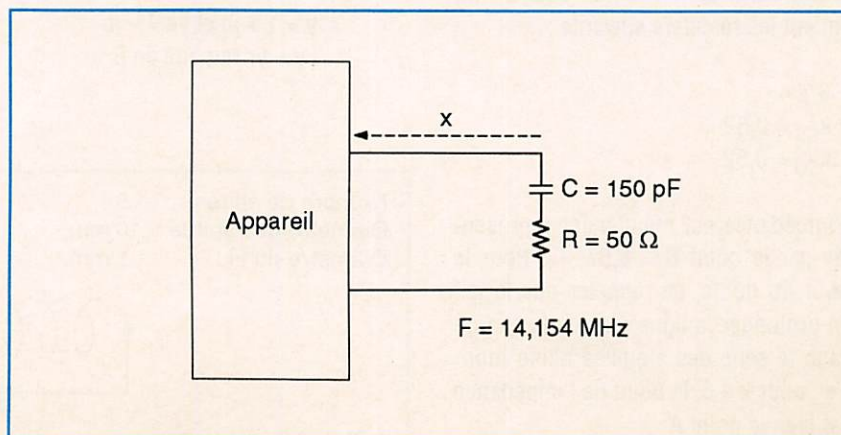 x
C = 150 pF
Appareil
R = 50 Ω
F = 14,154 MHz